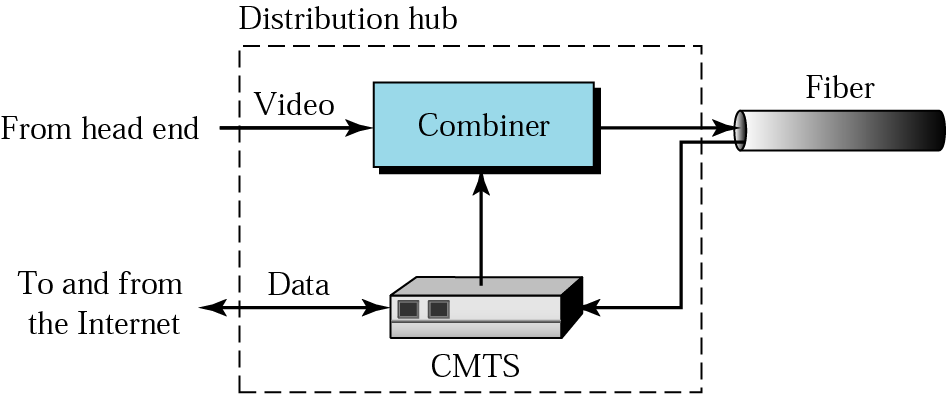 Distribution hub
Video
Fiber
From head end
Combiner
To and from
the Internet
Data
CMTS